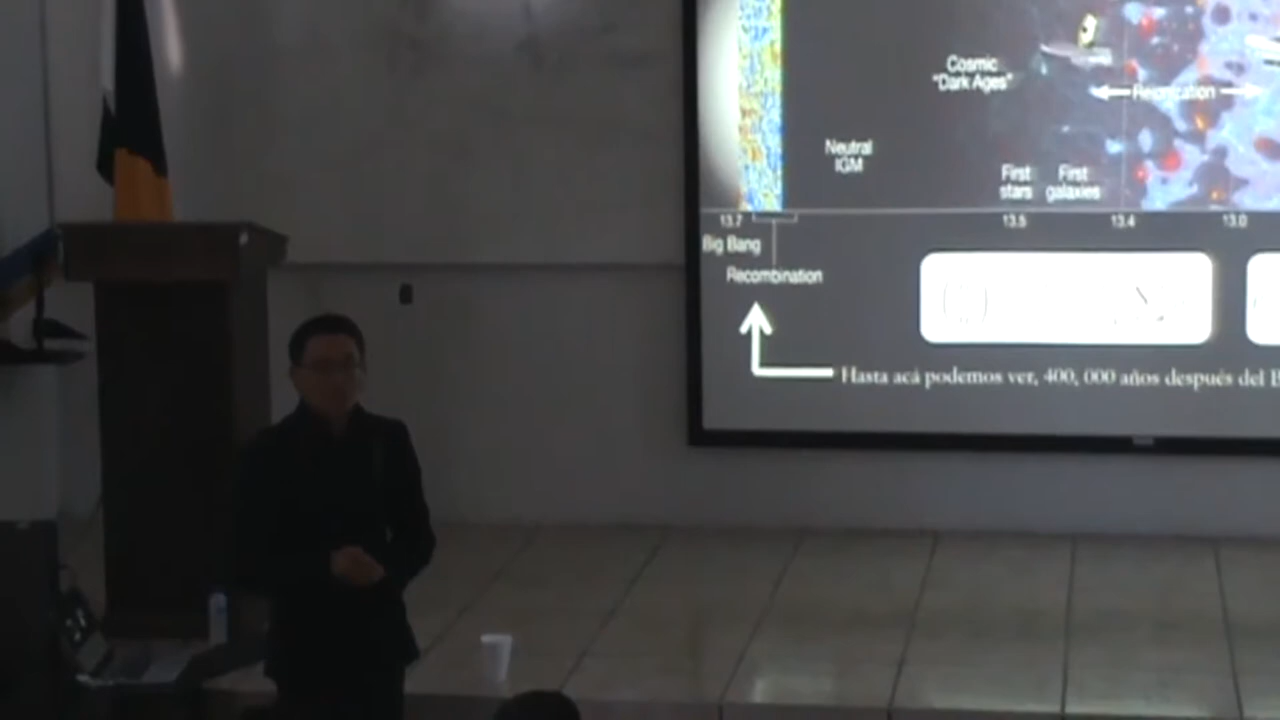 Cosmic
"Dark Ages"
Reionization
Neutral
IGM
First
stars
First
galaxies
13.7
13.5
13.4
13.0
Big Bang
Recombination
Hasta acá podemos ver, 400, 000 años después del B